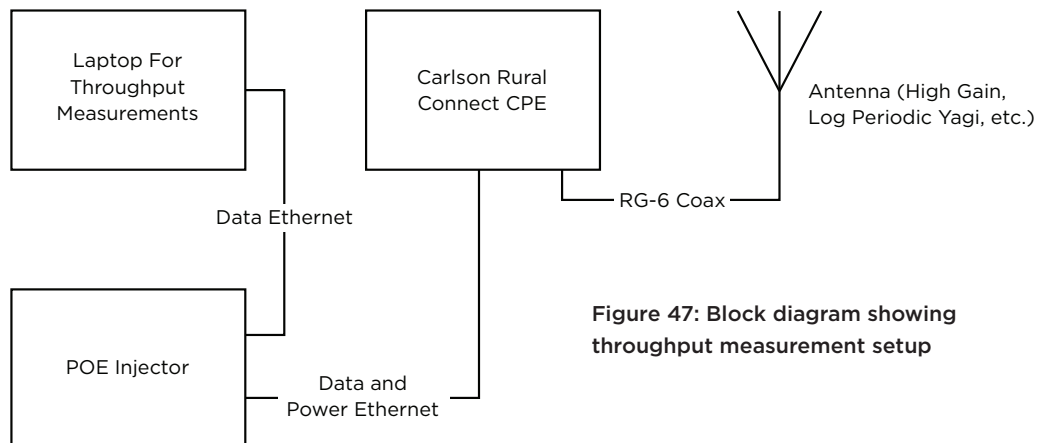 Laptop For
Throughput
Measurements
Carlson Rural
Connect CPE
Antenna (High Gain,
Log Periodic Yagi, etc.)
RG-6 Coax
Data Ethernet
POE Injector
Data and
Power Ethernet
Figure 47: Block diagram showing
throughput measurement setup